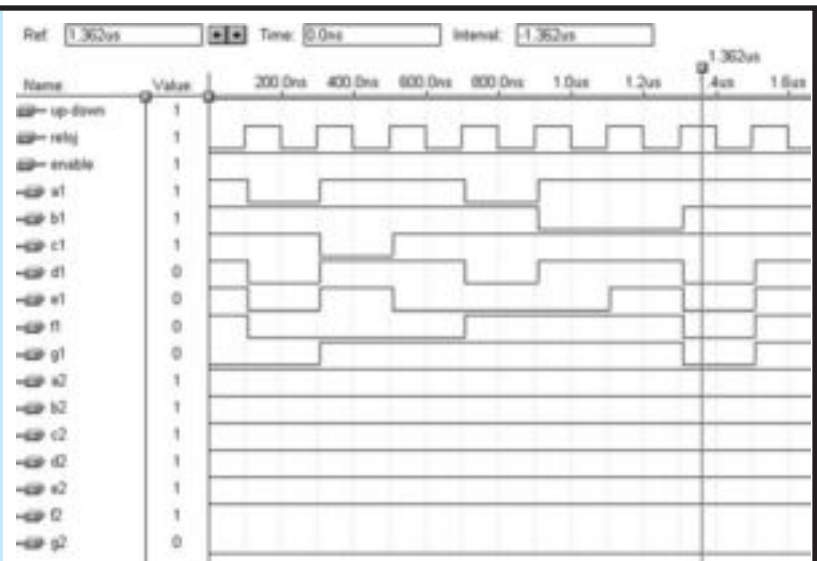 Ref: 1.362us Time: 0.0ns Interval: -1.362us
1.362us
Name: Value: 200.0ns 400.0ns 600.0ns 800.0ns 1.0us 1.2us .4us 1.6us
up-down 1
reloj 1
enable 1
a1 1
b1 1
c1 1
d1 0
e1 0
f1 0
g1 0
a2 1
b2 1
c2 1
d2 1
e2 1
f2 1
g2 0